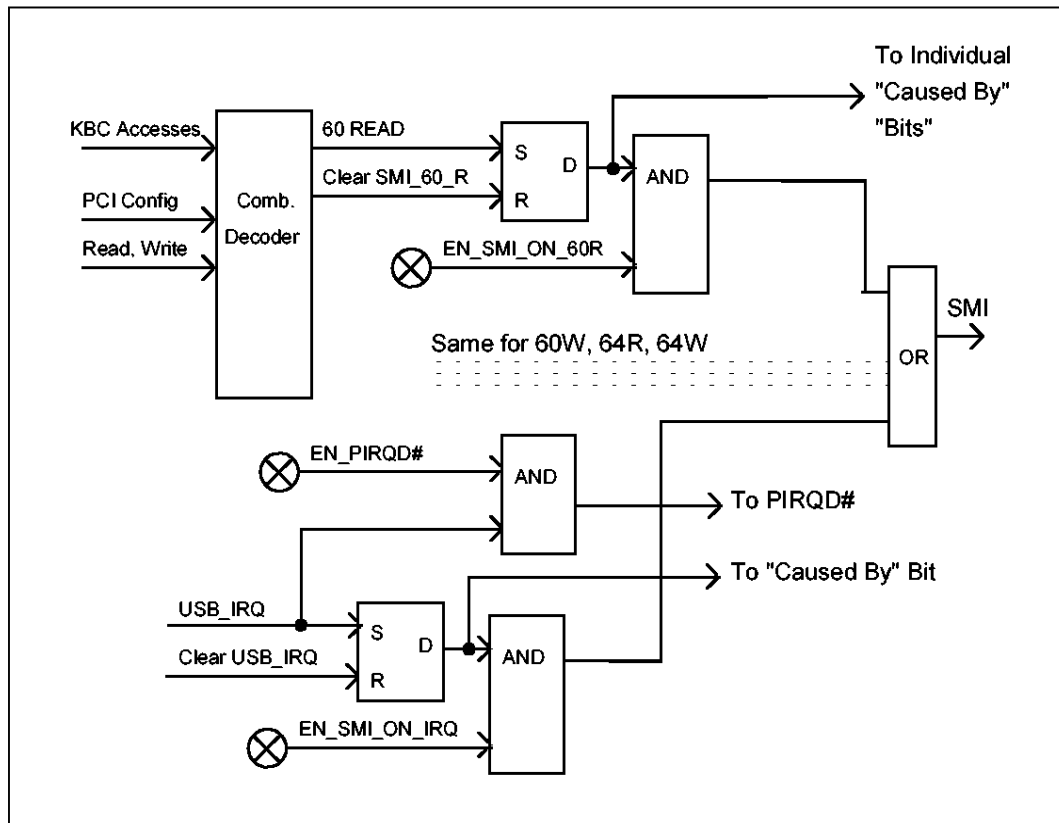 To Individual
"Caused By"
"Bits"
KBC Accesses
60 READ
S
D
AND
Clear SMI_60_R
R
PCI Config
Comb.
Decoder
Read, Write
EN_SMI_ON_60R
SMI
Same for 60W, 64R, 64W
OR
EN_PIRQD#
AND
To PIRQD#
To "Caused By" Bit
USB_IRQ
S
D
AND
Clear USB_IRQ
R
EN_SMI_ON_IRQ